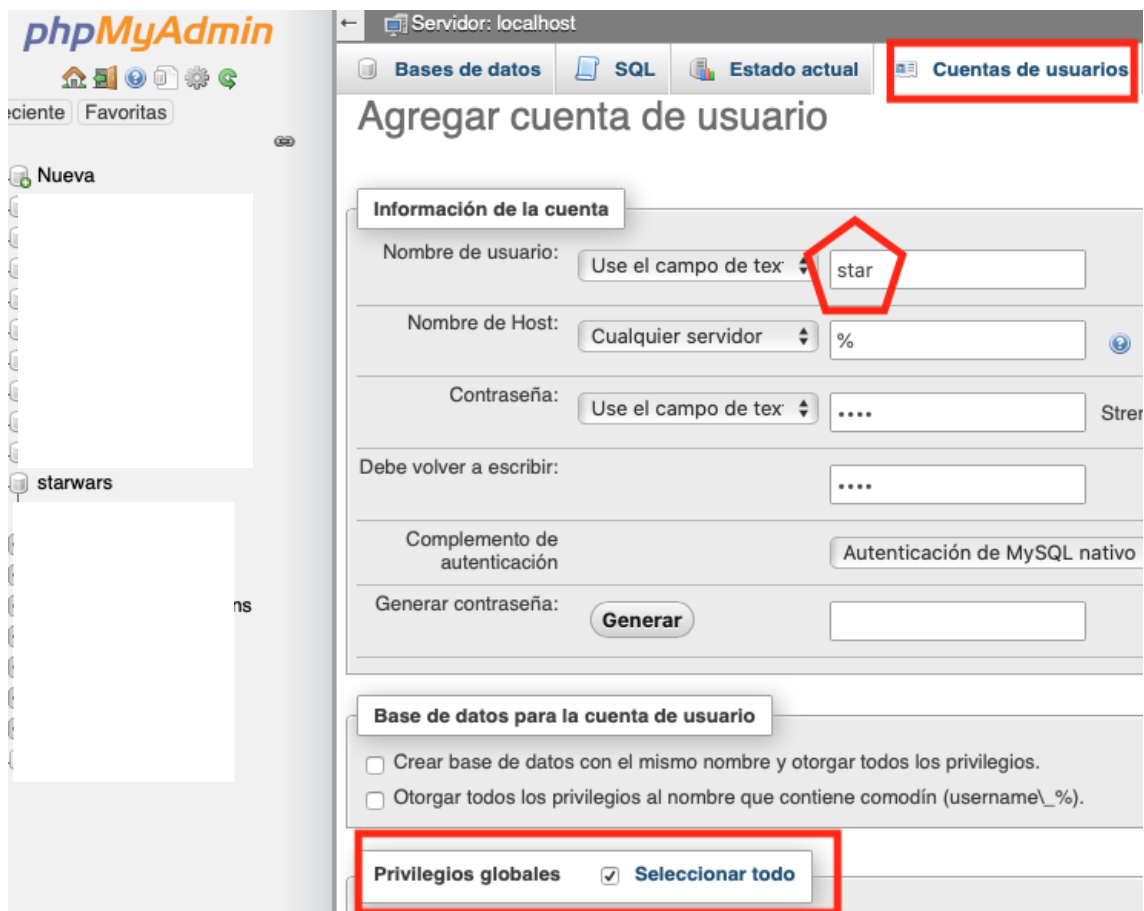 phpMyAdmin
eciente Favoritas
Nueva
starwars
ns
← Servidor: localhost
Bases de datos SQL Estado actual Cuentas de usuarios
Agregar cuenta de usuario
Información de la cuenta
Nombre de usuario: Use el campo de tex star
Nombre de Host: Cualquier servidor %
Contraseña: Use el campo de tex •••• Strer
Debe volver a escribir: ••••
Complemento de
autenticación Autenticación de MySQL nativo
Generar contraseña: Generar
Base de datos para la cuenta de usuario
Crear base de datos con el mismo nombre y otorgar todos los privilegios.
Otorgar todos los privilegios al nombre que contiene comodín (username\_%).
Privilegios globales Seleccionar todo